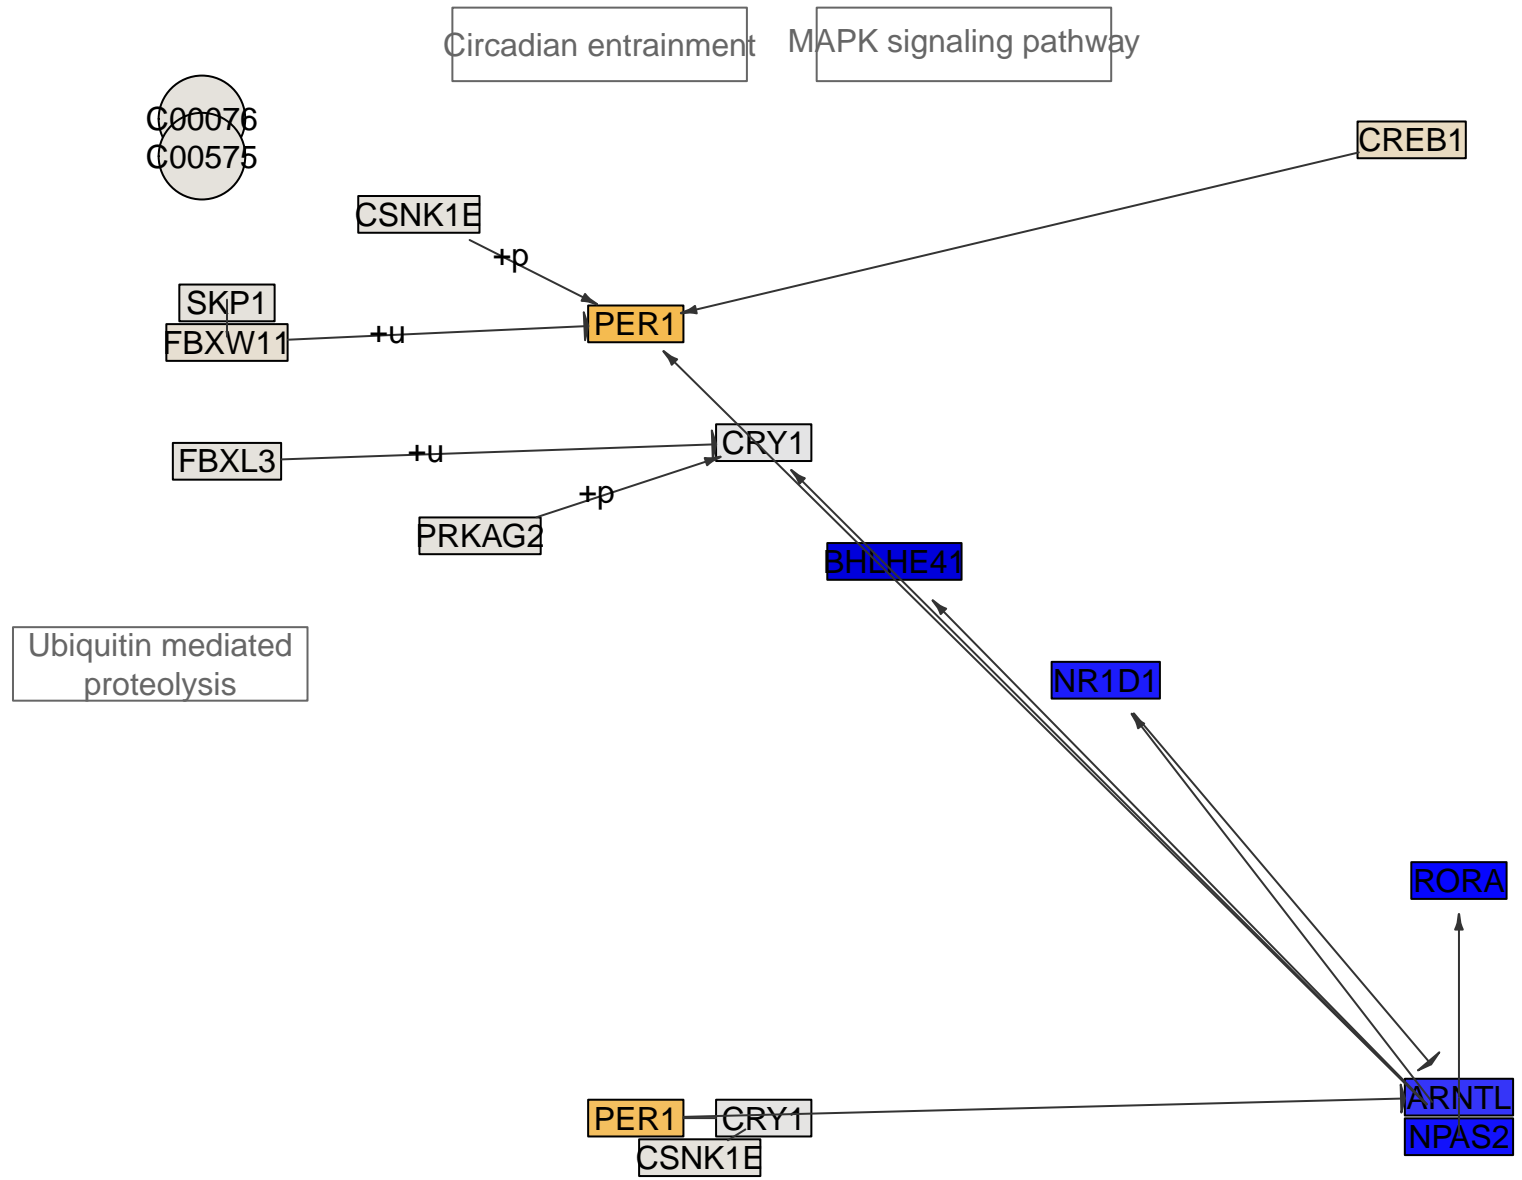 Circadian entrainment
MAPK signaling pathway
C00076
C00575
CREB1
CSNK1E
+p
SKP1
PER1
FBXW11
+u
CRY1
FBXL3
+u
+p
PRKAG2
BHLHE41
Ubiquitin mediated
proteolysis
NR1D1
RORA
ARNTL
PER1
CRY1
NPAS2
CSNK1E